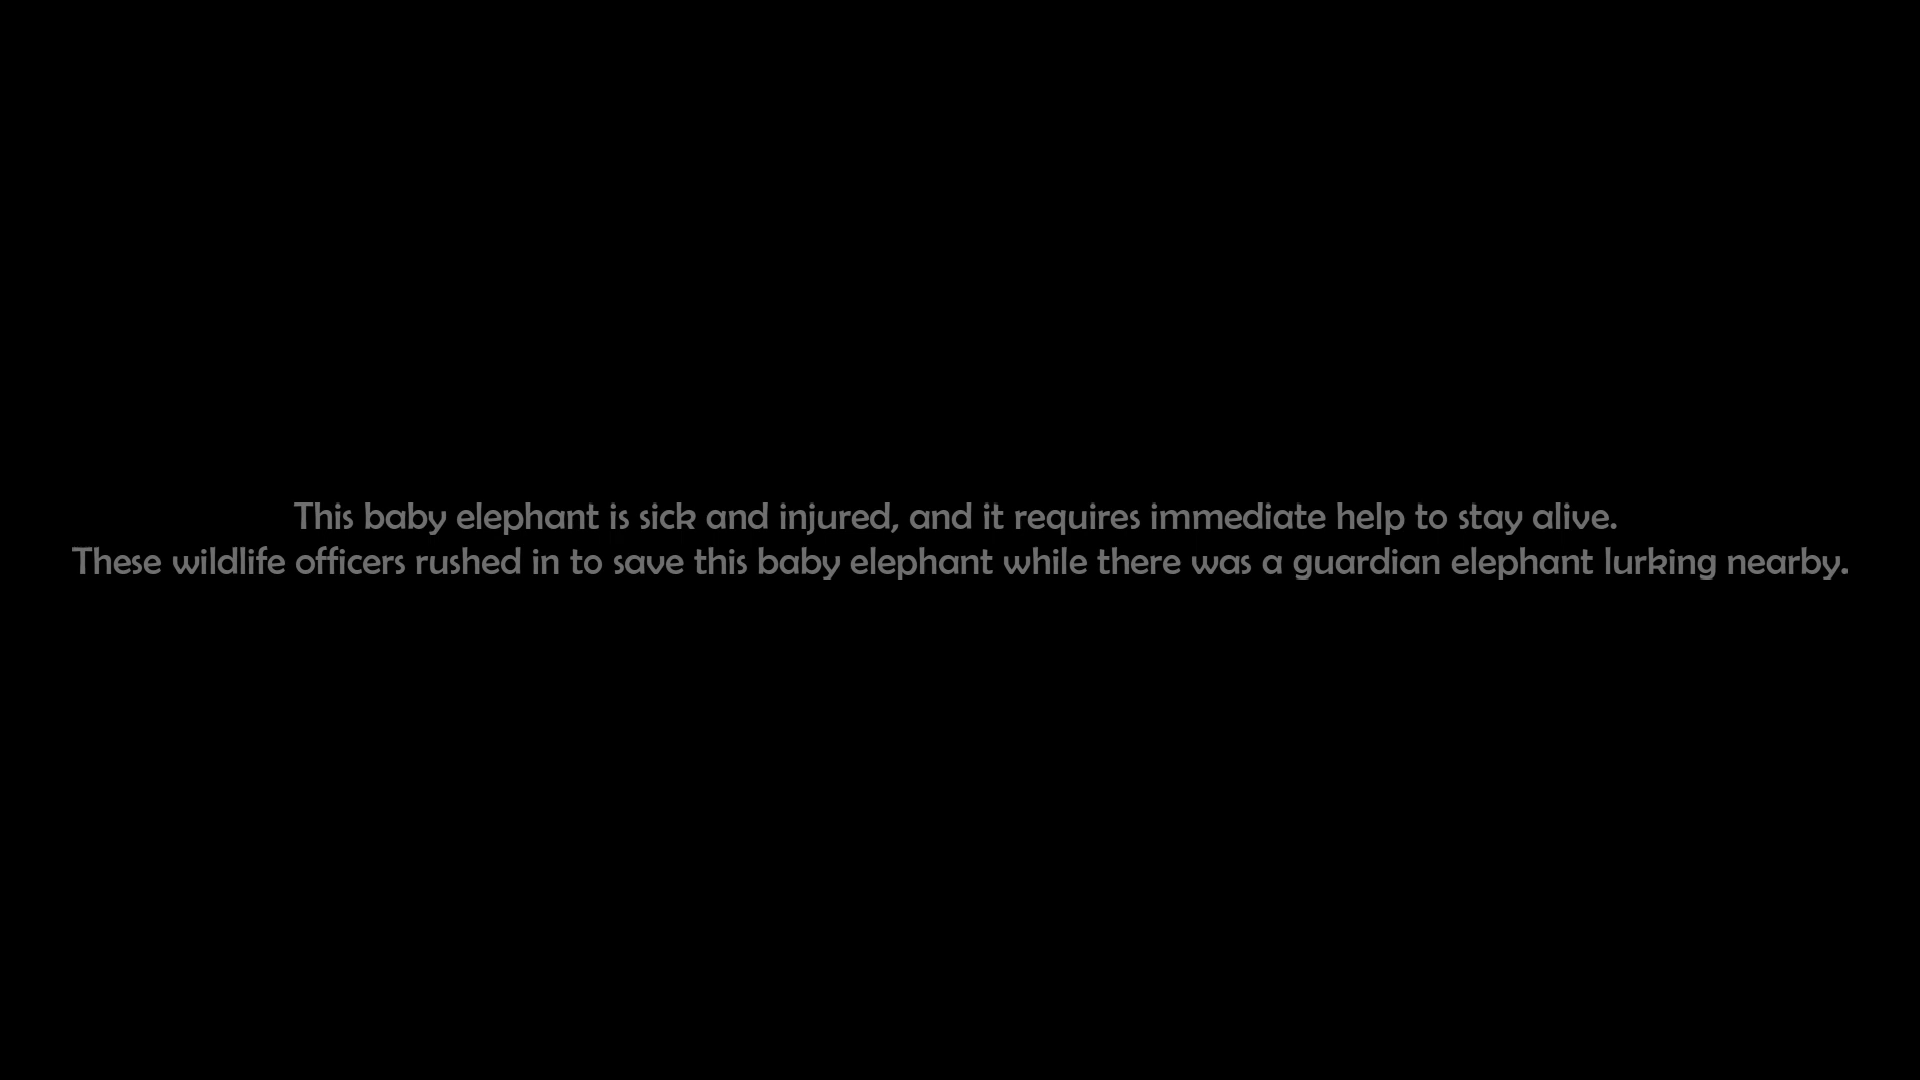 This baby elephant is sick and injured, and it requires immediate help to stay alive.
These wildlife officers rushed in to save this baby elephant while there was a guardian elephant lurking nearby.